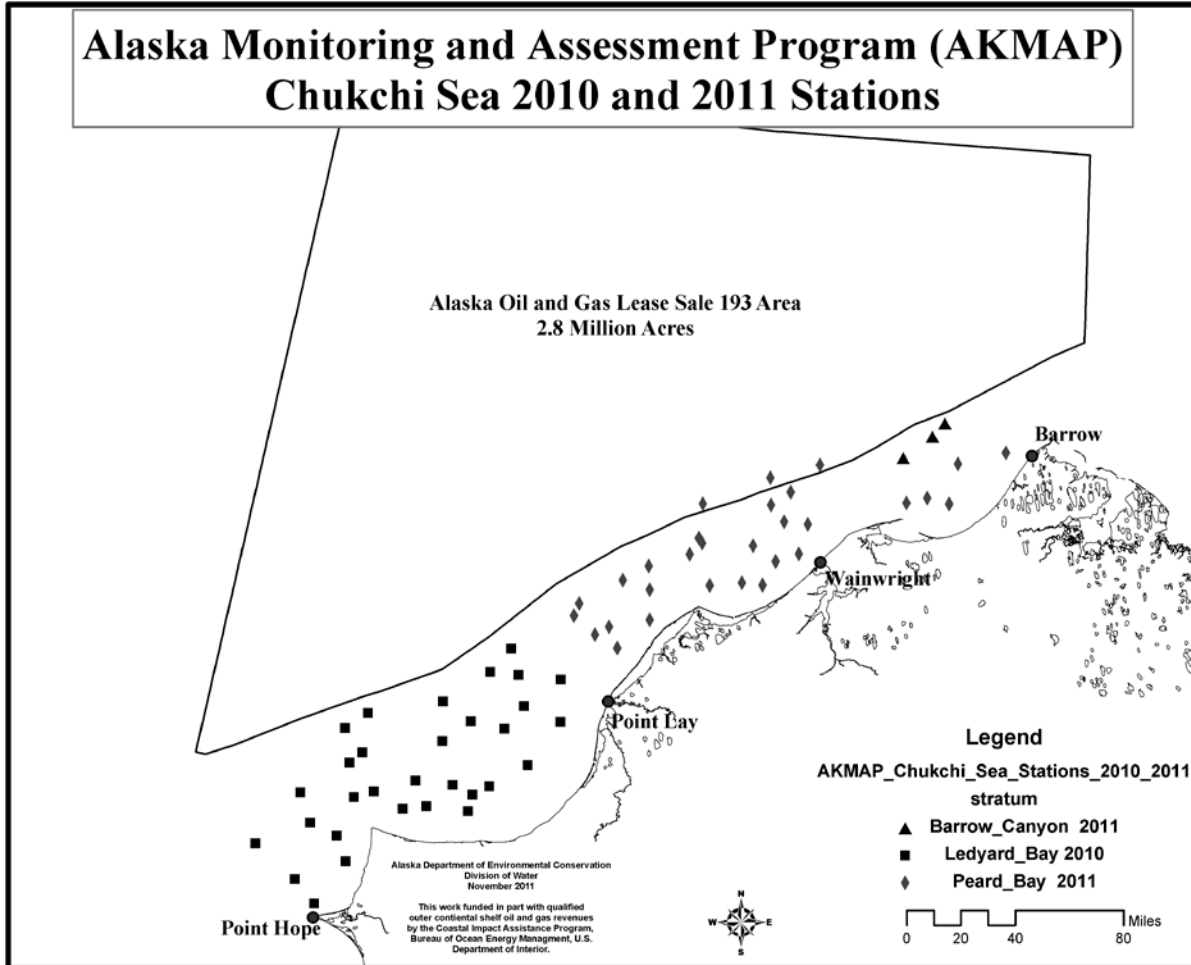 Alaska Monitoring and Assessment Program (AKMAP)
Chukchi Sea 2010 and 2011 Stations
Alaska Oil and Gas Lease Sale 193 Area
2.8 Million Acres
Barrow
Wainwright
Point Lay
Point Hope
Legend
AKMAP_Chukchi_Sea_Stations_2010_2011
stratum
Barrow_Canyon 2011
Ledyard_Bay 2010
Peard_Bay 2011
Alaska Department of Environmental Conservation
Division of Water
November 2011
This work funded in part with qualified
outer contiental shelf oil and gas revenues
by the Coastal Impact Assistance Program,
Bureau of Ocean Energy Managment, U.S.
Department of Interior.
N
W E
S
Miles
0 20 40 80